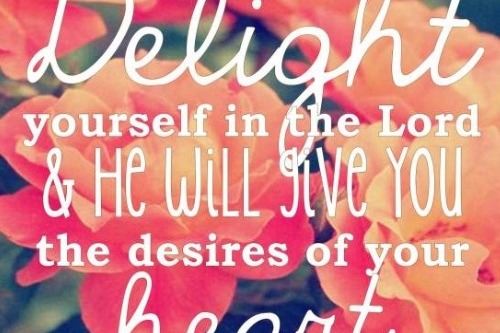 Delight
yourself in the Lord
& He will give you
the desires of your
heart.